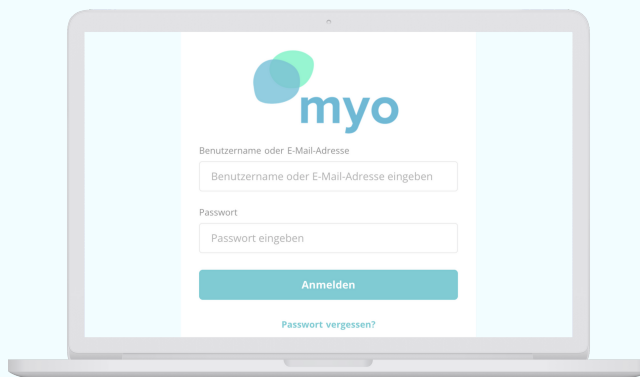 myo
Benutzername oder E-Mail-Adresse
Benutzername oder E-Mail-Adresse eingeben
Passwort
Passwort eingeben
Anmelden
Passwort vergessen?